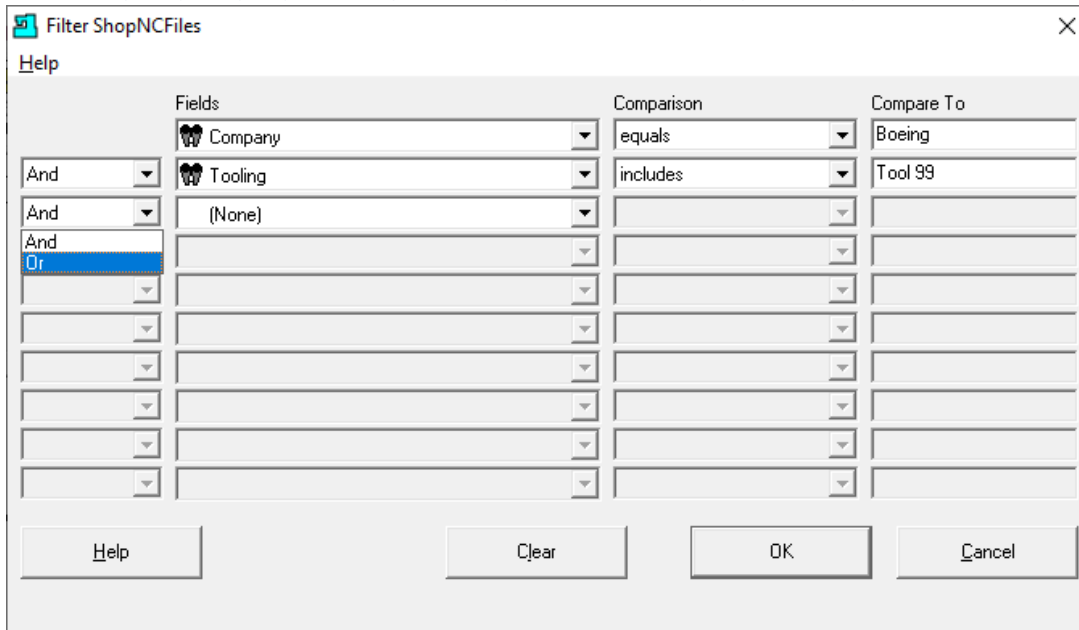 Filter ShopNCFiles
Help
Fields Comparison Compare To
Company equals Boeing
And Tooling includes Tool 99
And (None)
And
Or
Help Clear OK Cancel